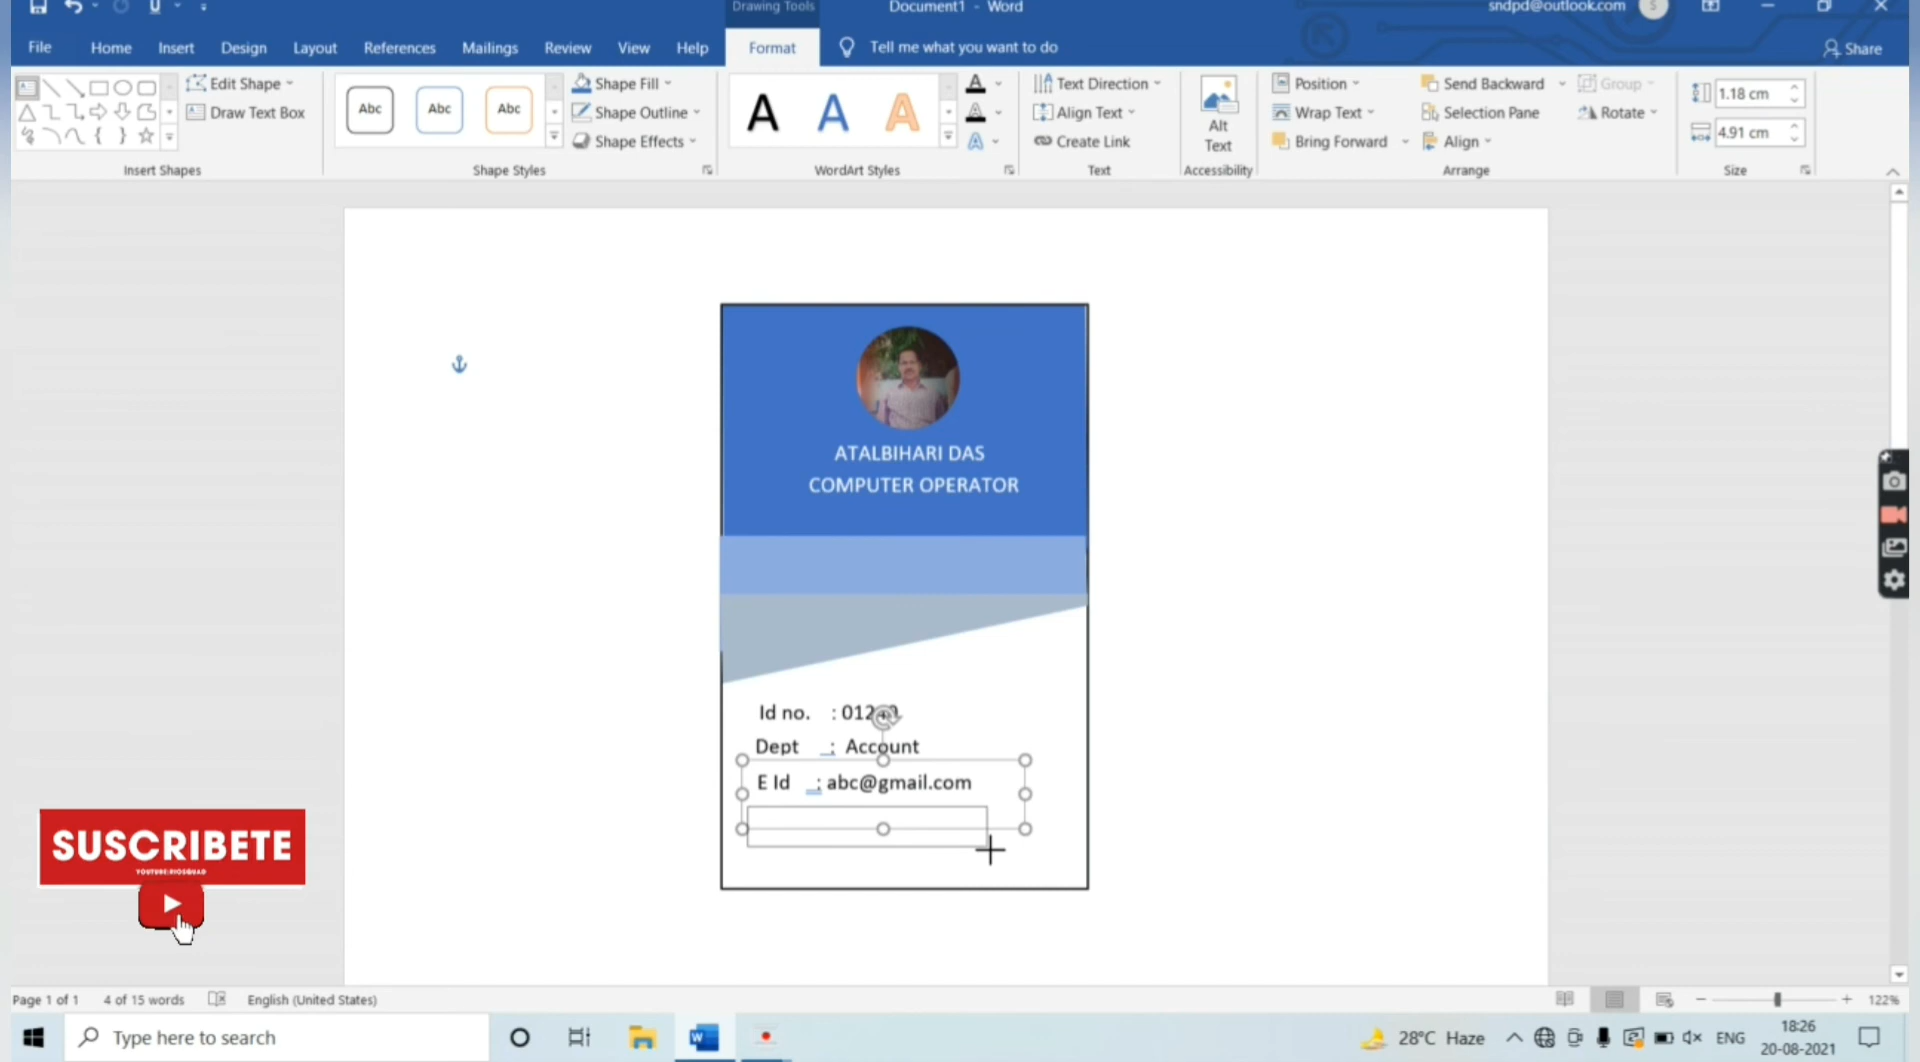 Drawing Tools
Document1 - Word
sndpd@outlook.com
S
File Home Insert Design Layout References Mailings Review View Help Format Tell me what you want to do
Share
Edit Shape
Draw Text Box
Insert Shapes
Abc Abc Abc
Shape Fill
Shape Outline
Shape Effects
Shape Styles
A A A
A
A
A
WordArt Styles
Text Direction
Align Text
Create Link
Text
Alt
Text
Accessibility
Position
Wrap Text
Bring Forward
Send Backward
Selection Pane
Align
Group
Rotate
Arrange
1.18 cm
4.91 cm
Size
ATALBIHARI DAS
COMPUTER OPERATOR
Id no. :
Dept : Account
E Id : abc@gmail.com
SUSCRIBETE
Page 1 of 1 4 of 15 words English (United States)
122%
Type here to search
28°C Haze
ENG
18:26
20-08-2021